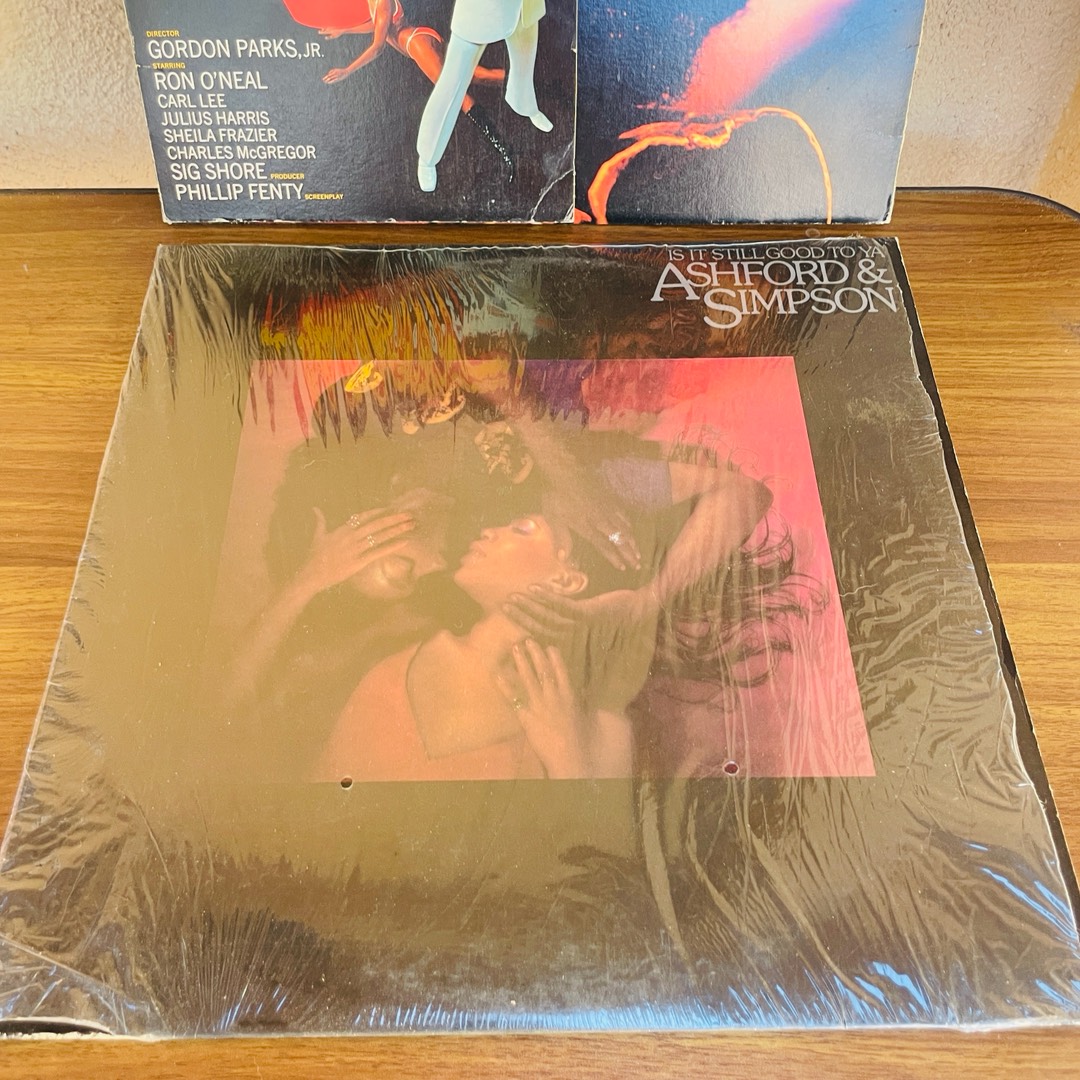 DIRECTOR
GORDON PARKS, JR.
STARRING
RON O'NEAL
CARL LEE
JULIUS HARRIS
SHEILA FRAZIER
CHARLES McGREGOR
SIG SHORE PRODUCER
PHILLIP FENTY SCREENPLAY
IS IT STILL GOOD TO YA
ASHFORD &
SIMPSON